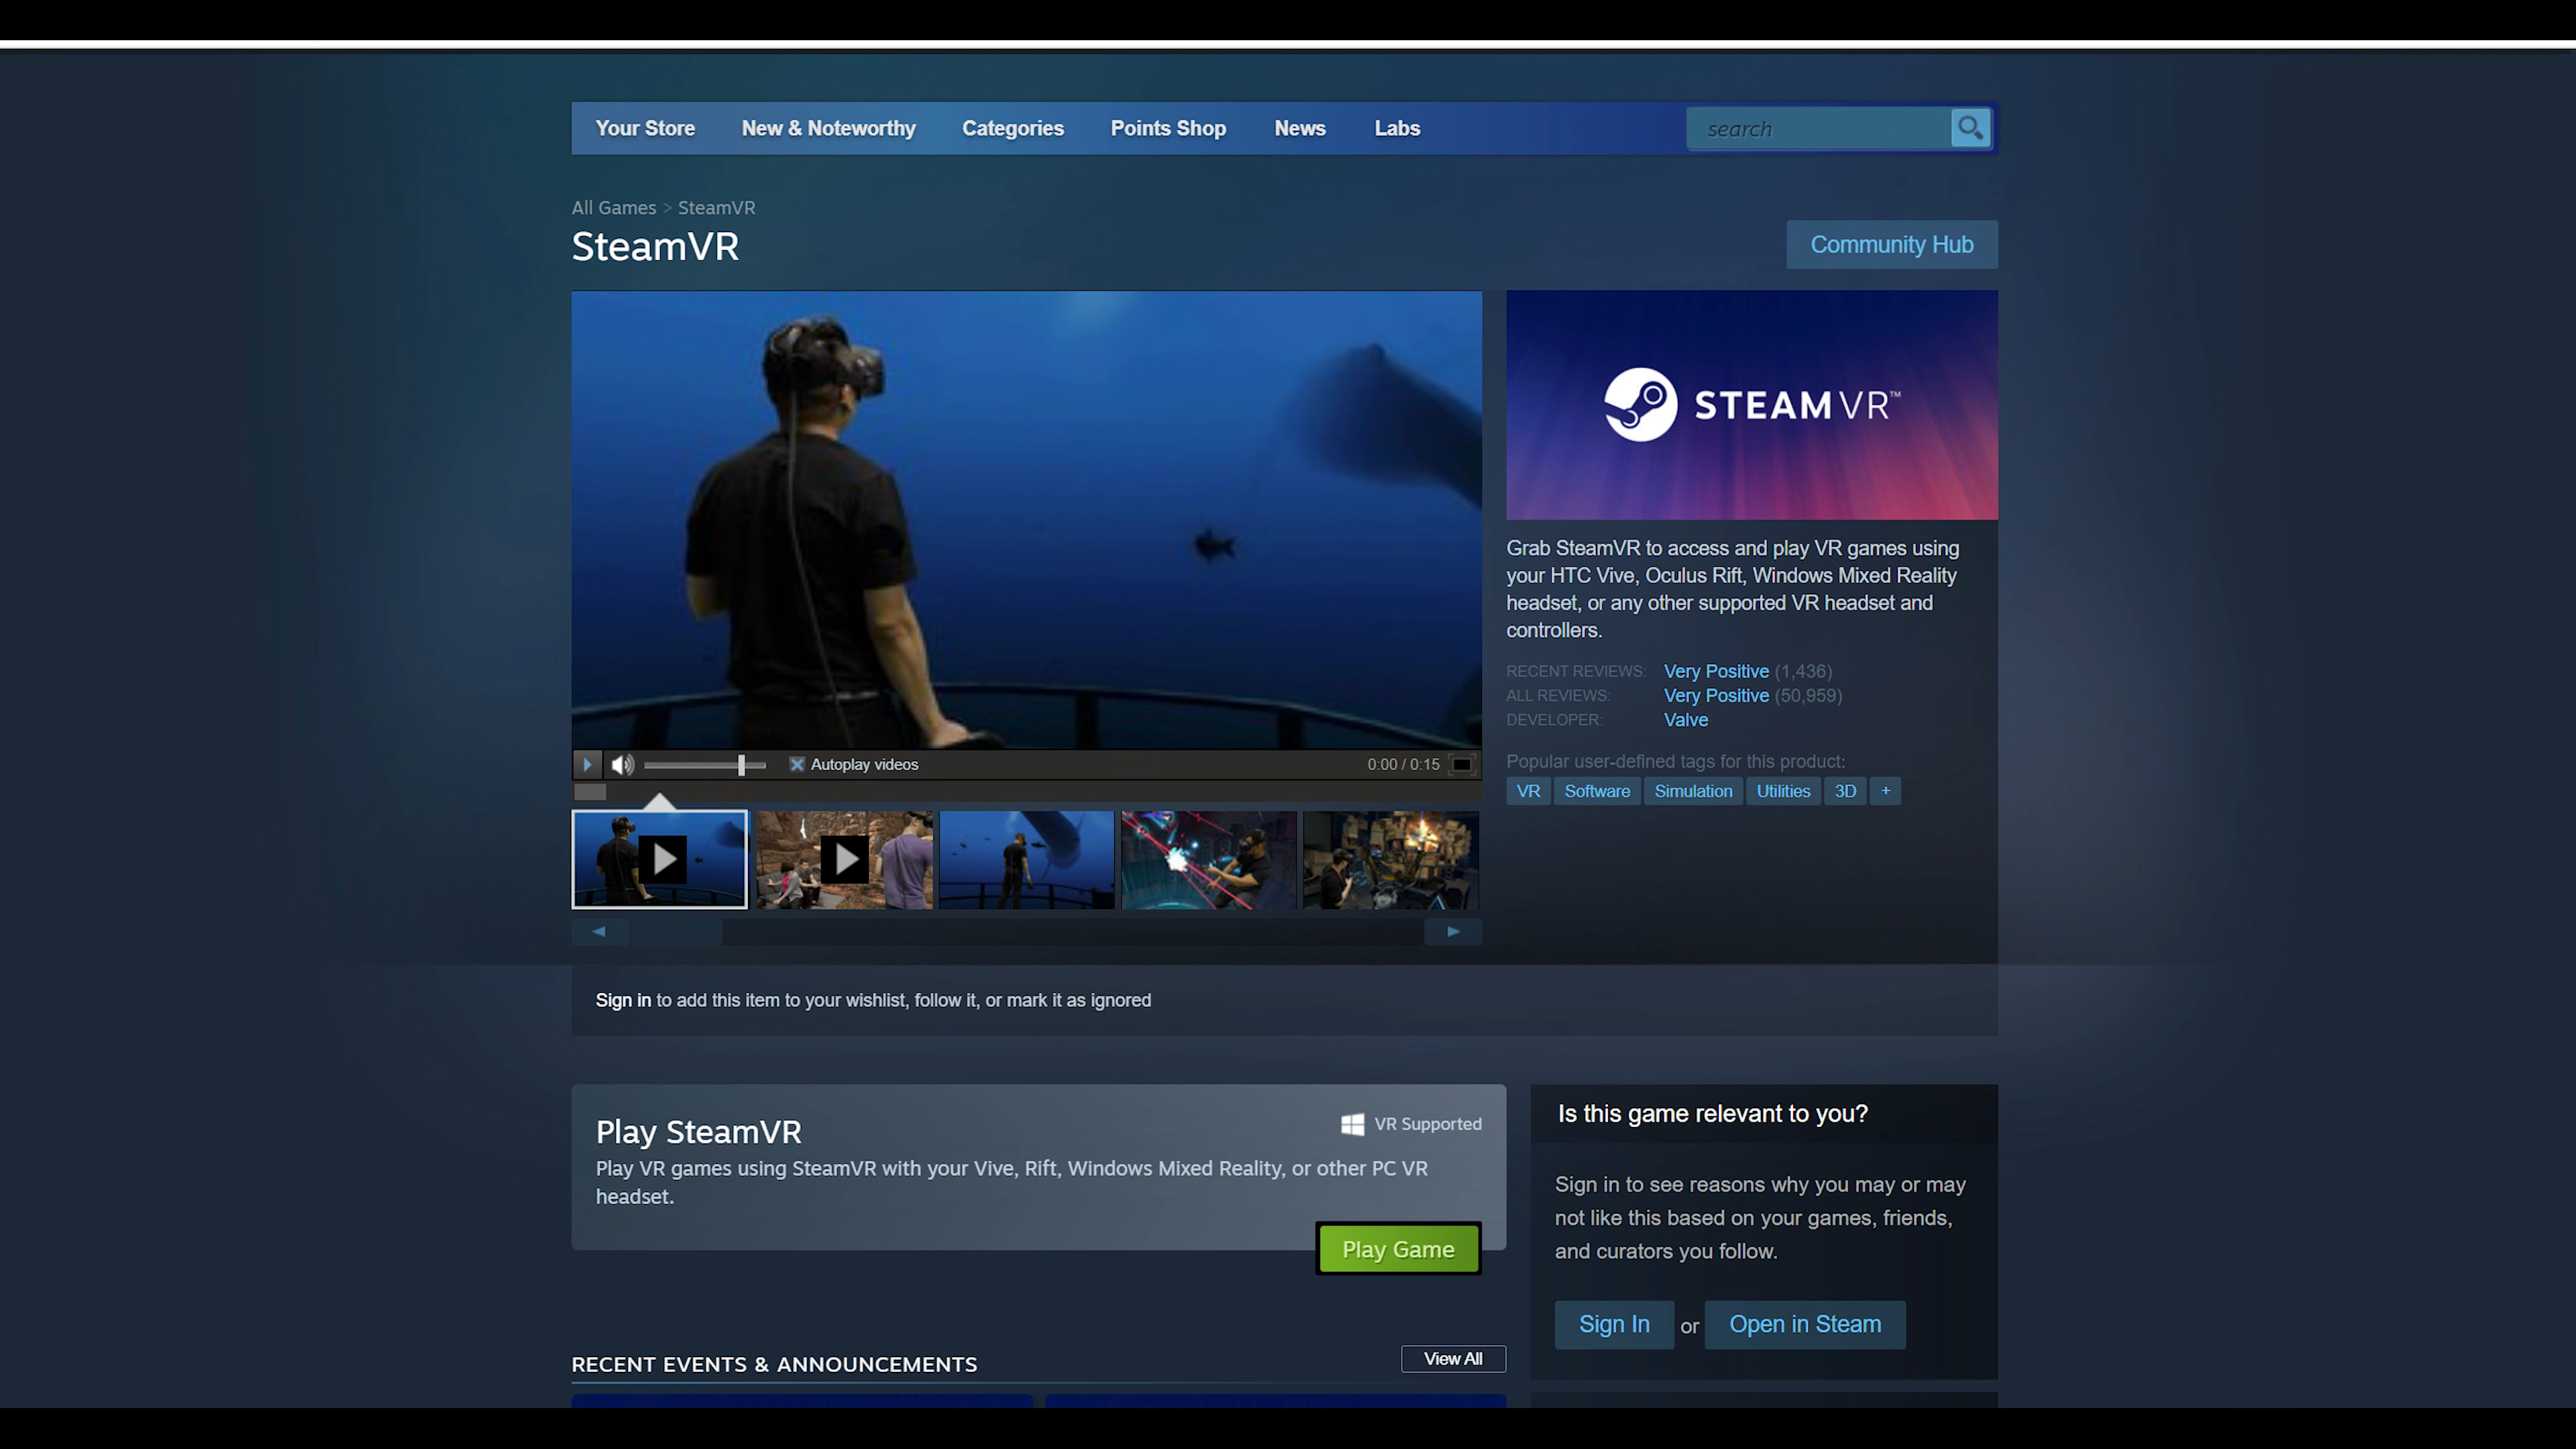 Your Store New & Noteworthy Categories Points Shop News Labs search
All Games > SteamVR
SteamVR
Community Hub
STEAM VR™
Grab SteamVR to access and play VR games using
your HTC Vive, Oculus Rift, Windows Mixed Reality
headset, or any other supported VR headset and
controllers.
RECENT REVIEWS: Very Positive (1,436)
ALL REVIEWS: Very Positive (50,959)
DEVELOPER: Valve
Popular user-defined tags for this product:
VR Software Simulation Utilities 3D +
Autoplay videos 0:00 / 0:15
Sign in to add this item to your wishlist, follow it, or mark it as ignored
Play SteamVR
VR Supported
Play VR games using SteamVR with your Vive, Rift, Windows Mixed Reality, or other PC VR
headset.
Play Game
Is this game relevant to you?
Sign in to see reasons why you may or may
not like this based on your games, friends,
and curators you follow.
Sign In or Open in Steam
RECENT EVENTS & ANNOUNCEMENTS
View All